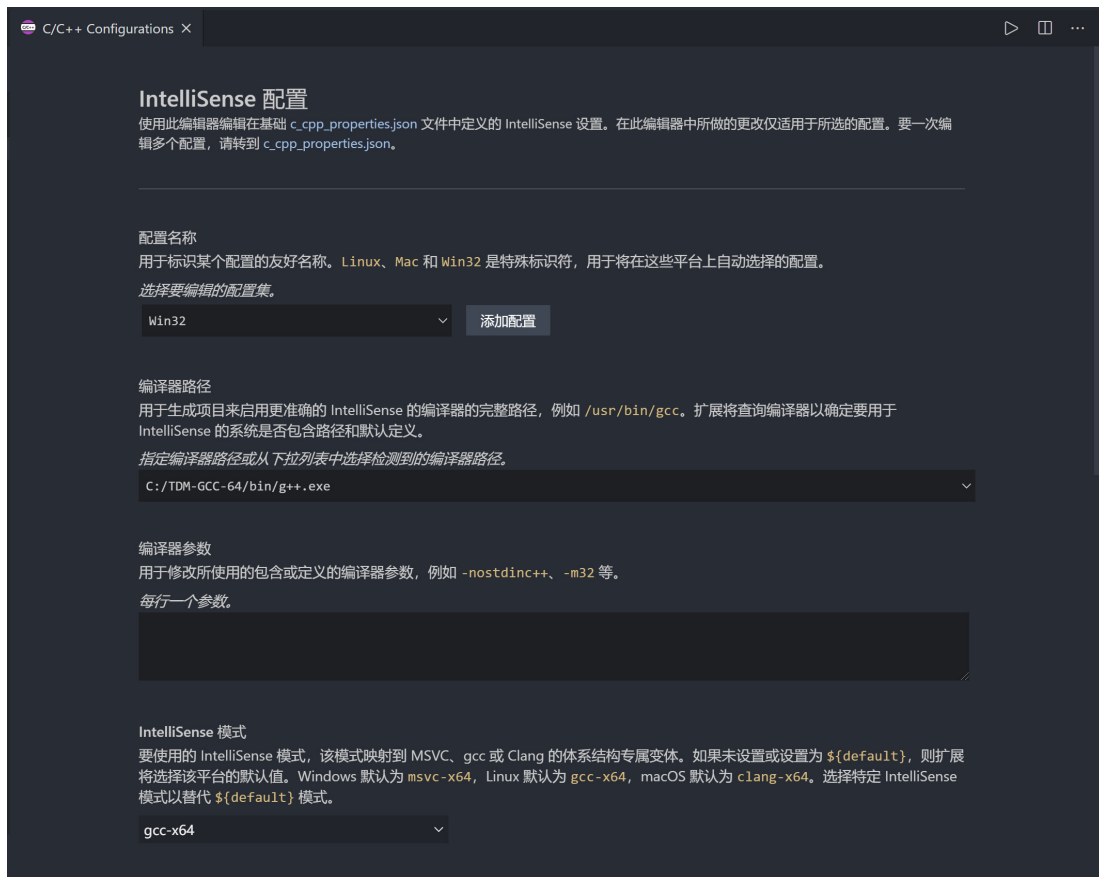 C/C++ Configurations
IntelliSense 配置
使用此编辑器编辑在基础 c_cpp_properties.json 文件中定义的 IntelliSense 设置。在此编辑器中所做的更改仅适用于所选的配置。要一次编
辑多个配置，请转到 c_cpp_properties.json。
配置名称
用于标识某个配置的友好名称。Linux、Mac 和 Win32 是特殊标识符，用于将在这些平台上自动选择的配置。
选择要编辑的配置集。
Win32 添加配置
编译器路径
用于生成项目来启用更准确的 IntelliSense 的编译器的完整路径，例如 /usr/bin/gcc。扩展将查询编译器以确定要用于
IntelliSense 的系统是否包含路径和默认定义。
指定编译器路径或从下拉列表中选择检测到的编译器路径。
C:/TDM-GCC-64/bin/g++.exe
编译器参数
用于修改所使用的包含或定义的编译器参数，例如 -nostdinc++、-m32 等。
每行一个参数。
IntelliSense 模式
要使用的 IntelliSense 模式，该模式映射到 MSVC、gcc 或 Clang 的体系结构专属变体。如果未设置或设置为 ${default}，则扩展
将选择该平台的默认值。Windows 默认为 msvc-x64，Linux 默认为 gcc-x64，macOS 默认为 clang-x64。选择特定 IntelliSense
模式以替代 ${default} 模式。
gcc-x64